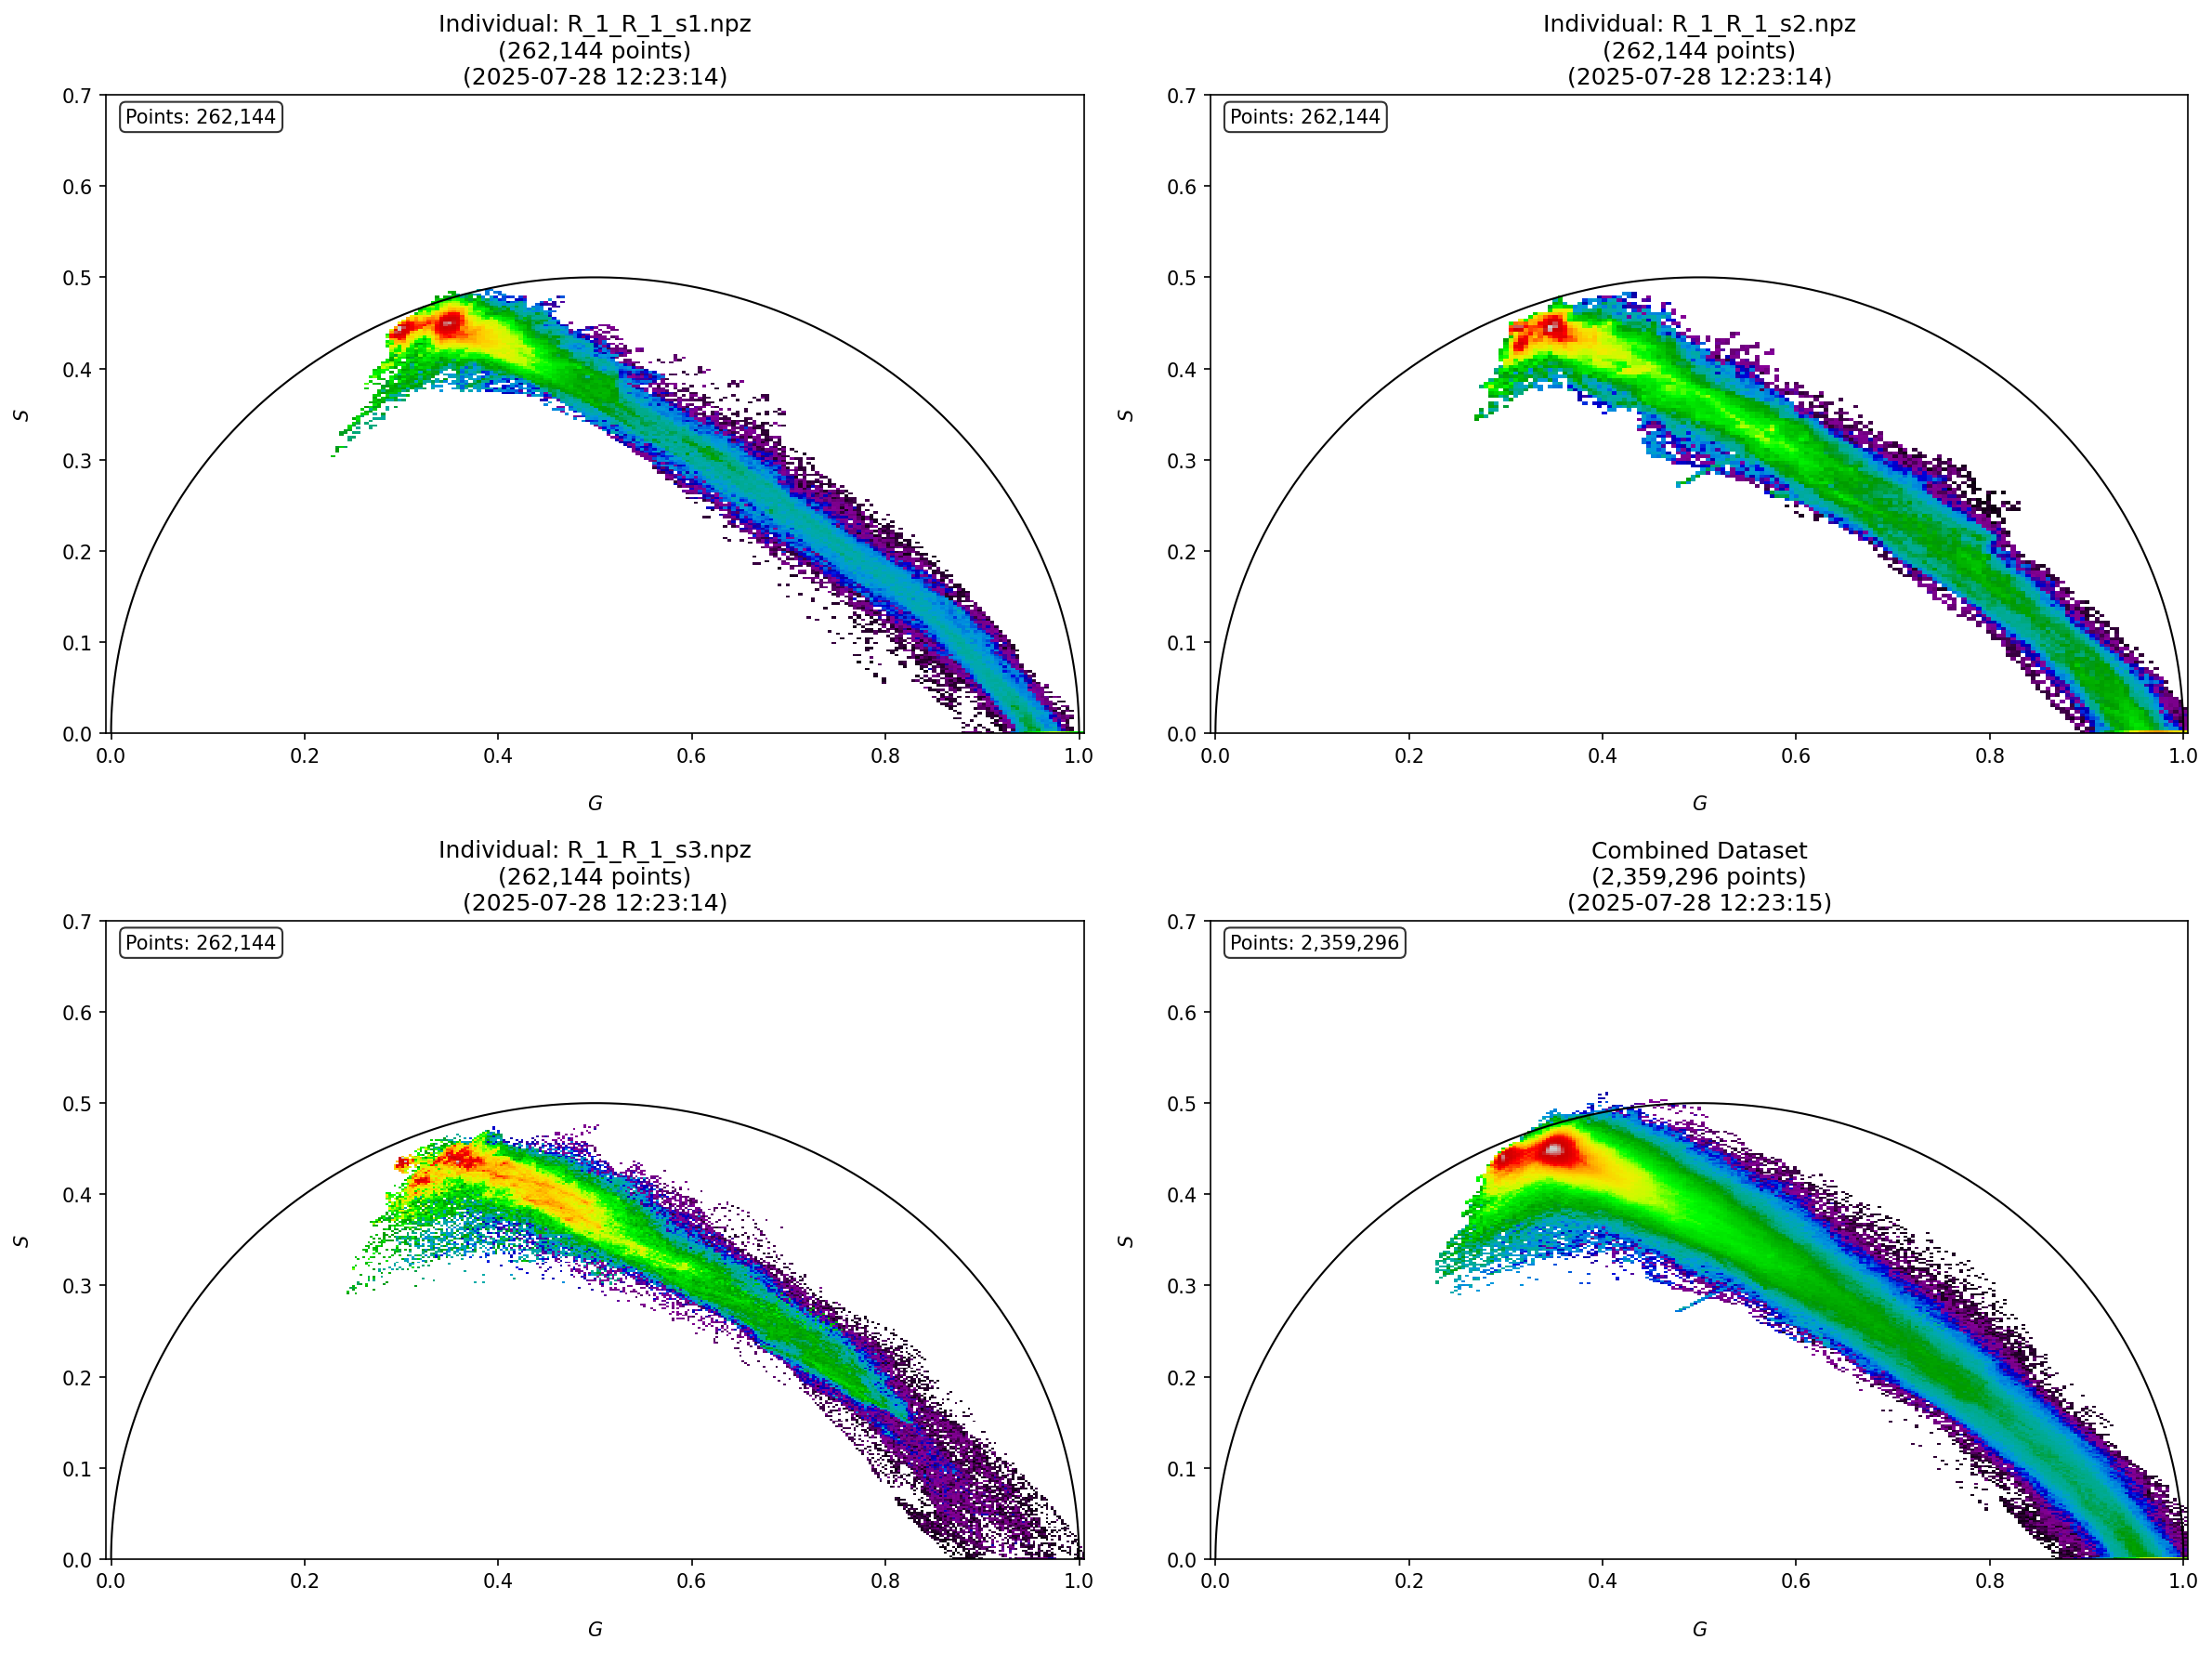 Individual: R_1_R_1_s1.npz
(262,144 points)
(2025-07-28 12:23:14)
Points: 262,144
0.7
0.6
0.5
0.4
0.3
0.2
0.1
0.0
S
0.0 0.2 0.4 0.6 0.8 1.0
G
Individual: R_1_R_1_s2.npz
(262,144 points)
(2025-07-28 12:23:14)
Points: 262,144
0.7
0.6
0.5
0.4
0.3
0.2
0.1
0.0
S
0.0 0.2 0.4 0.6 0.8 1.0
G
Individual: R_1_R_1_s3.npz
(262,144 points)
(2025-07-28 12:23:14)
Points: 262,144
0.7
0.6
0.5
0.4
0.3
0.2
0.1
0.0
S
0.0 0.2 0.4 0.6 0.8 1.0
G
Combined Dataset
(2,359,296 points)
(2025-07-28 12:23:15)
Points: 2,359,296
0.7
0.6
0.5
0.4
0.3
0.2
0.1
0.0
S
0.0 0.2 0.4 0.6 0.8 1.0
G